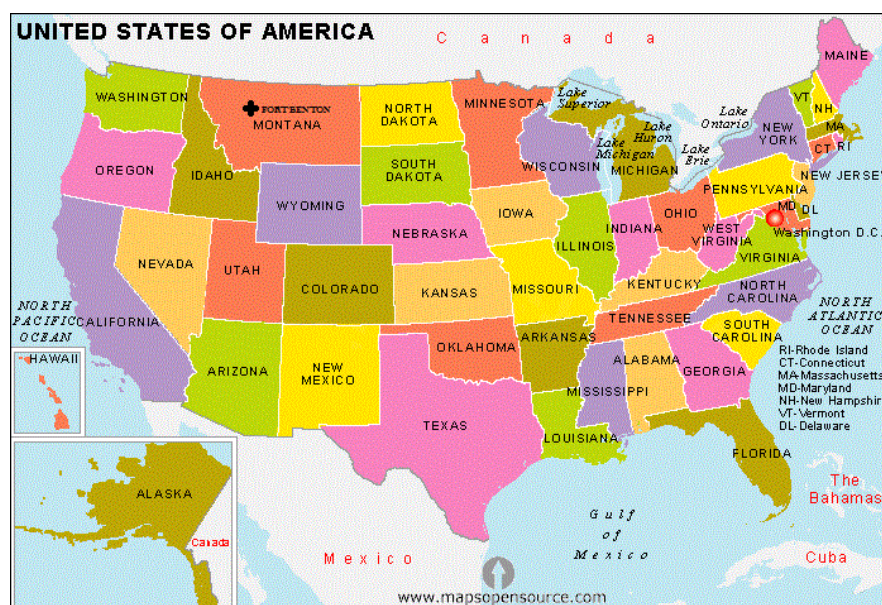 UNITED STATES OF AMERICA
C a n a d a
MAINE
WASHINGTON
FORTBENTON
MONTANA
NORTH
DAKOTA
MINNESOTA
Lake
Superior
VT
NH
Lake
Ontario
NEW
YORK
MA
CT
RI
OREGON
IDAHO
SOUTH
DAKOTA
WISCONSIN
Lake
Huron
Lake
Michigan
MICHIGAN
Lake
Erie
NEW JERSEY
PENNSYLVANIA
WYOMING
IOWA
NEBRASKA
ILLINOIS
INDIANA
OHIO
MD
DL
Washington D.C.
WEST
VIRGINIA
VIRGINIA
NEVADA
UTAH
COLORADO
KANSAS
MISSOURI
KENTUCKY
NORTH
CAROLINA
NORTH
PACIFIC
OCEAN
CALIFORNIA
NORTH
ATLANTIC
OCEAN
TENNESSEE
SOUTH
CAROLINA
ARIZONA
NEW
MEXICO
OKLAHOMA
ARKANSAS
MISSISSIPPI
ALABAMA
GEORGIA
RI-Rhode Island
CT-Connecticut
MA-Massachusetts
MD-Maryland
NH-New Hampshir
VT-Vermont
DL-Delaware
HAWAII
TEXAS
LOUISIANA
FLORIDA
ALASKA
Canada
Gulf
of
Mexico
The
Bahamas
M e x i c o
Cuba
www.mapsopensource.com